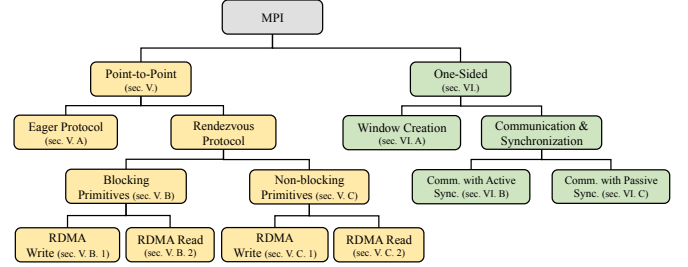 MPI
Point-to-Point
(sec. V.)
One-Sided
(sec. VI.)
Eager Protocol
(sec. V. A)
Rendezvous
Protocol
Window Creation
(sec. VI. A)
Communication &
Synchronization
Blocking
Primitives (sec. V. B)
Non-blocking
Primitives (sec. V. C)
Comm. with Active
Sync. (sec. VI. B)
Comm. with Passive
Sync. (sec. VI. C)
RDMA
Write (sec. V. B. 1)
RDMA Read
(sec. V. B. 2)
RDMA
Write (sec. V. C. 1)
RDMA Read
(sec. V. C. 2)